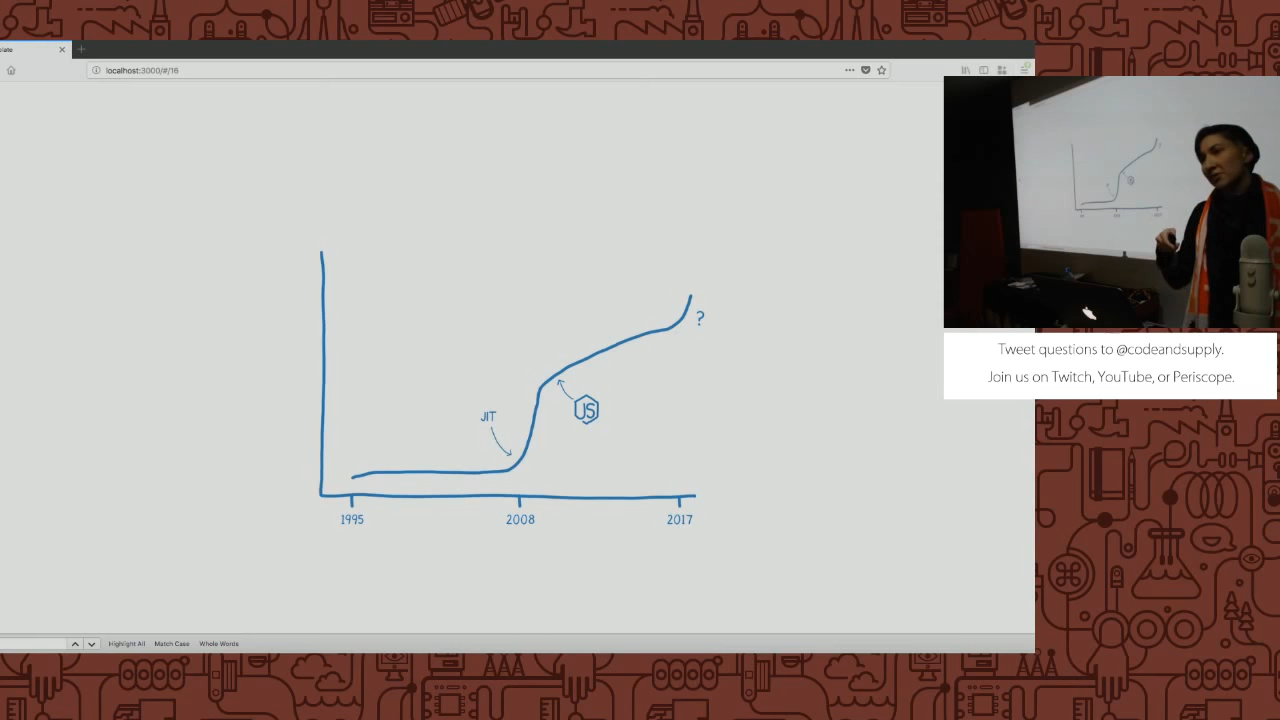 late
localhost:3000/#/16
?
JIT
JS
1995
2008
2017
Highlight All
Match Case
Whole Words
Tweet questions to @codeandsupply.
Join us on Twitch, YouTube, or Periscope.